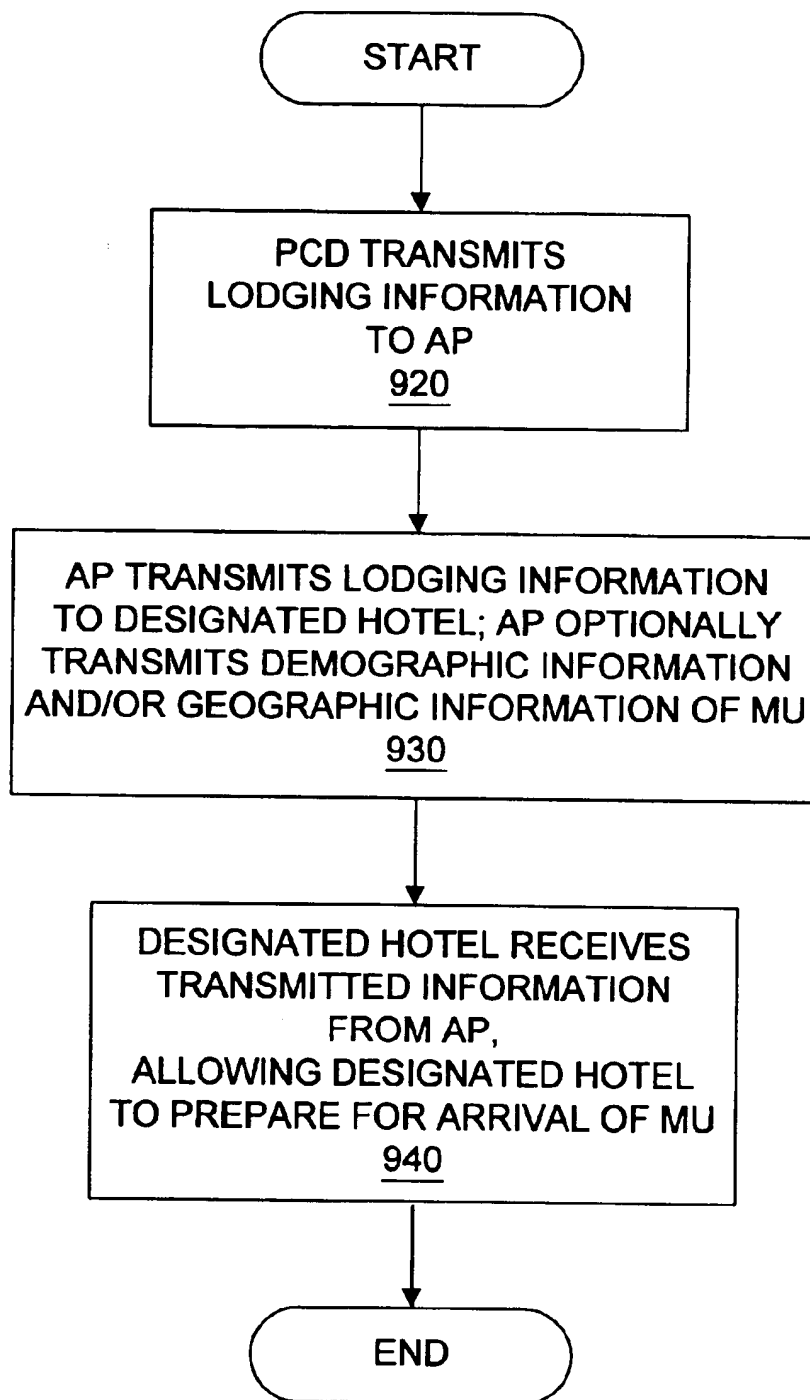 START
PCD TRANSMITS
LODGING INFORMATION
TO AP
920
AP TRANSMITS LODGING INFORMATION
TO DESIGNATED HOTEL; AP OPTIONALLY
TRANSMITS DEMOGRAPHIC INFORMATION
AND/OR GEOGRAPHIC INFORMATION OF MU
930
DESIGNATED HOTEL RECEIVES
TRANSMITTED INFORMATION
FROM AP,
ALLOWING DESIGNATED HOTEL
TO PREPARE FOR ARRIVAL OF MU
940
END